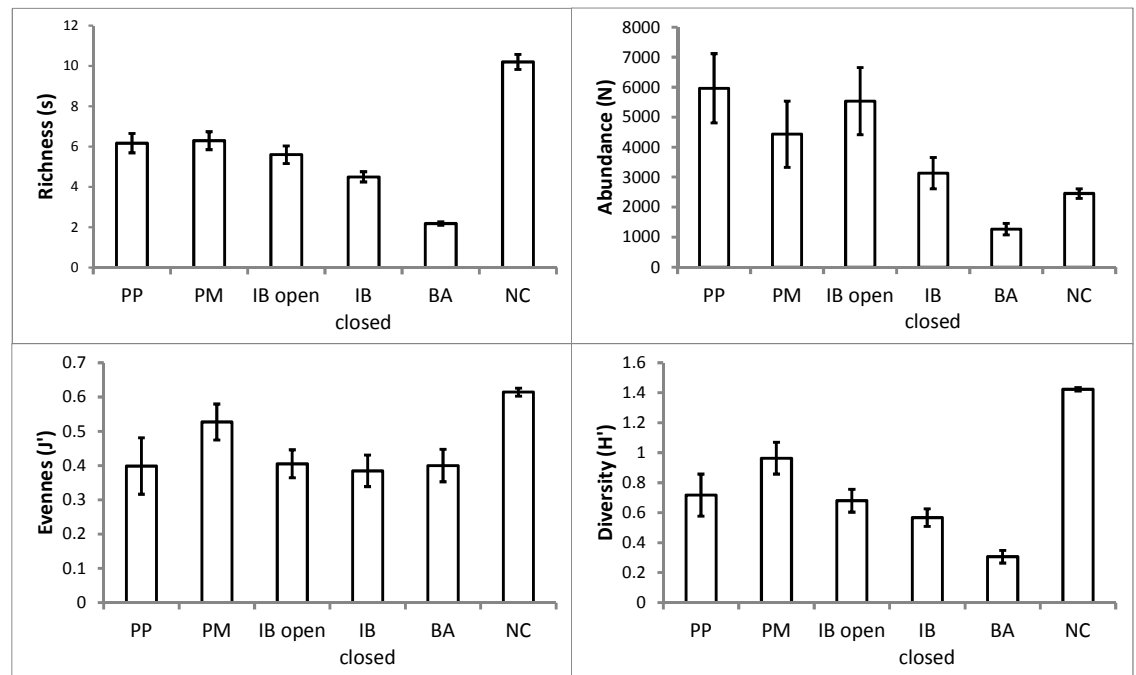 Richness (s)
12
10
8
6
4
2
0
PP PM IB open IB BA NC
closed
Abundance (N)
8000
7000
6000
5000
4000
3000
2000
1000
0
PP PM IB open IB BA NC
closed
Evennes (J')
0.7
0.6
0.5
0.4
0.3
0.2
0.1
0
PP PM IB open IB BA NC
closed
Diversity (H')
1.6
1.4
1.2
1
0.8
0.6
0.4
0.2
0
PP PM IB open IB BA NC
closed